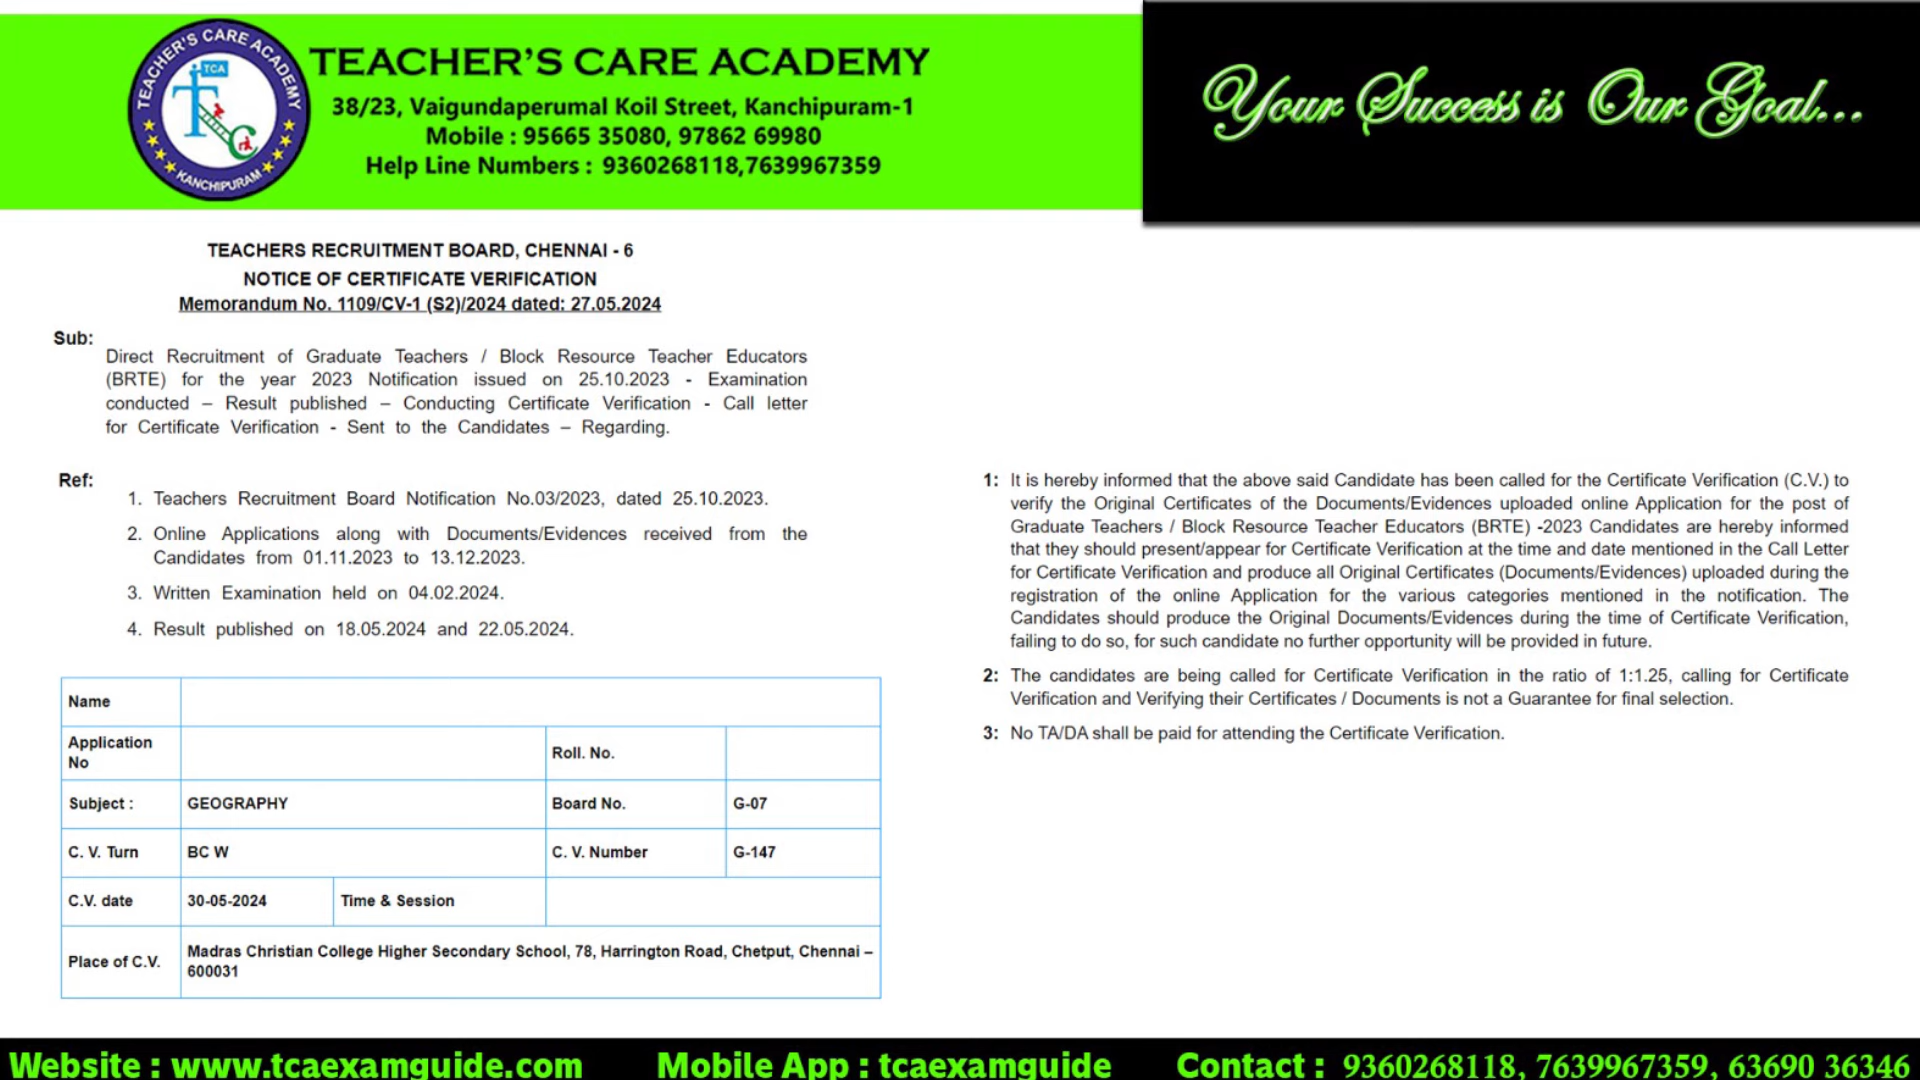 TEACHER'S CARE ACADEMY
TCA
KANCHIPURAM
TEACHER'S CARE ACADEMY
38/23, Vaigundaperumal Koil Street, Kanchipuram-1
Mobile : 95665 35080, 97862 69980
Help Line Numbers : 9360268118,7639967359
Your Success is Our Goal...
TEACHERS RECRUITMENT BOARD, CHENNAI - 6
NOTICE OF CERTIFICATE VERIFICATION
Memorandum No. 1109/CV-1 (S2)/2024 dated: 27.05.2024
Sub:
Direct Recruitment of Graduate Teachers / Block Resource Teacher Educators
(BRTE) for the year 2023 Notification issued on 25.10.2023 - Examination
conducted – Result published – Conducting Certificate Verification - Call letter
for Certificate Verification - Sent to the Candidates – Regarding.
Ref:
1. Teachers Recruitment Board Notification No.03/2023, dated 25.10.2023.
2. Online Applications along with Documents/Evidences received from the
Candidates from 01.11.2023 to 13.12.2023.
3. Written Examination held on 04.02.2024.
4. Result published on 18.05.2024 and 22.05.2024.
Name
Application
No
Roll. No.
Subject : GEOGRAPHY Board No. G-07
C. V. Turn BC W C. V. Number G-147
C.V. date 30-05-2024 Time & Session
Place of C.V. Madras Christian College Higher Secondary School, 78, Harrington Road, Chetput, Chennai –
600031
1: It is hereby informed that the above said Candidate has been called for the Certificate Verification (C.V.) to
verify the Original Certificates of the Documents/Evidences uploaded online Application for the post of
Graduate Teachers / Block Resource Teacher Educators (BRTE) -2023 Candidates are hereby informed
that they should present/appear for Certificate Verification at the time and date mentioned in the Call Letter
for Certificate Verification and produce all Original Certificates (Documents/Evidences) uploaded during the
registration of the online Application for the various categories mentioned in the notification. The
Candidates should produce the Original Documents/Evidences during the time of Certificate Verification,
failing to do so, for such candidate no further opportunity will be provided in future.
2: The candidates are being called for Certificate Verification in the ratio of 1:1.25, calling for Certificate
Verification and Verifying their Certificates / Documents is not a Guarantee for final selection.
3: No TA/DA shall be paid for attending the Certificate Verification.
Website : www.tcaexamguide.com Mobile App : tcaexamguide Contact : 9360268118, 7639967359, 63690 36346